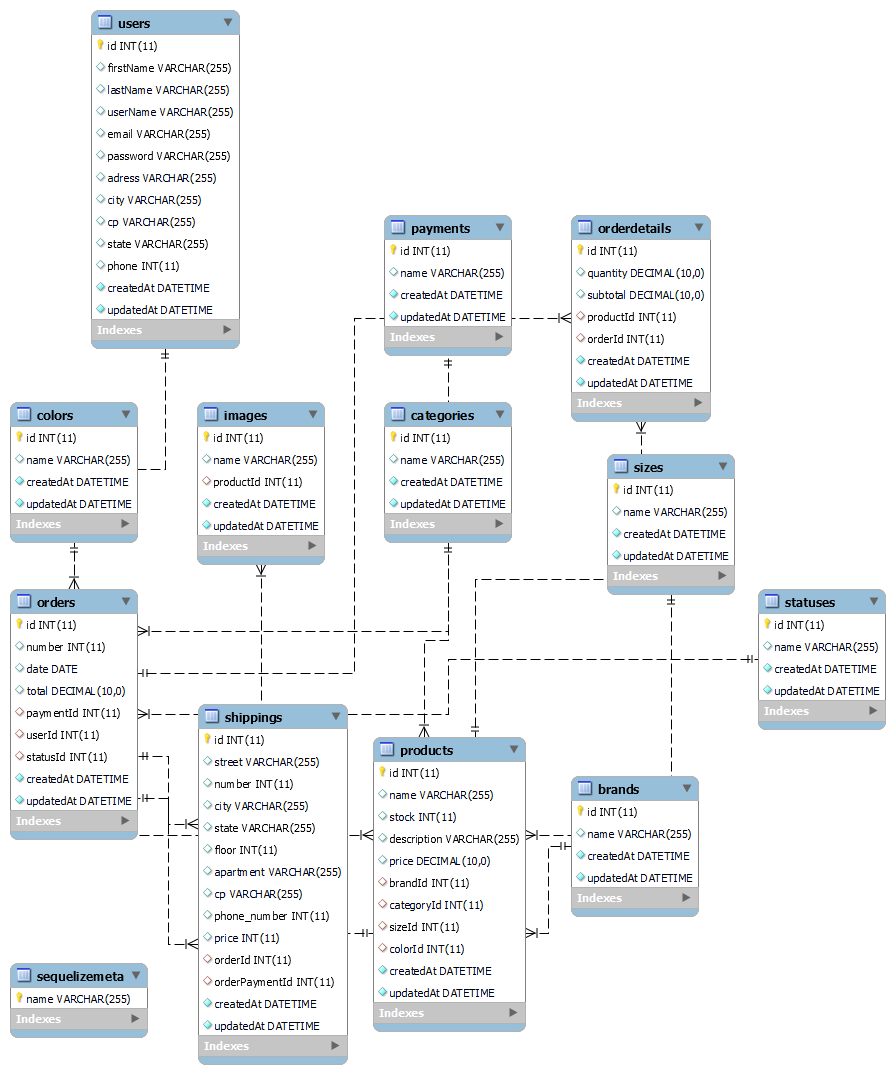 users
id INT(11)
firstName VARCHAR(255)
lastName VARCHAR(255)
userName VARCHAR(255)
email VARCHAR(255)
password VARCHAR(255)
adress VARCHAR(255)
city VARCHAR(255)
cp VARCHAR(255)
state VARCHAR(255)
phone INT(11)
createdAt DATETIME
updatedAt DATETIME
Indexes
payments
id INT(11)
name VARCHAR(255)
createdAt DATETIME
updatedAt DATETIME
Indexes
orderdetails
id INT(11)
quantity DECIMAL(10,0)
subtotal DECIMAL(10,0)
productId INT(11)
orderId INT(11)
createdAt DATETIME
updatedAt DATETIME
Indexes
colors
id INT(11)
name VARCHAR(255)
createdAt DATETIME
updatedAt DATETIME
Indexes
images
id INT(11)
name VARCHAR(255)
productId INT(11)
createdAt DATETIME
updatedAt DATETIME
Indexes
categories
id INT(11)
name VARCHAR(255)
createdAt DATETIME
updatedAt DATETIME
Indexes
sizes
id INT(11)
name VARCHAR(255)
createdAt DATETIME
updatedAt DATETIME
Indexes
orders
id INT(11)
number INT(11)
date DATE
total DECIMAL(10,0)
paymentId INT(11)
userId INT(11)
statusId INT(11)
createdAt DATETIME
updatedAt DATETIME
Indexes
statuses
id INT(11)
name VARCHAR(255)
createdAt DATETIME
updatedAt DATETIME
Indexes
shippings
id INT(11)
street VARCHAR(255)
number INT(11)
city VARCHAR(255)
state VARCHAR(255)
floor INT(11)
apartment VARCHAR(255)
cp VARCHAR(255)
phone_number INT(11)
price INT(11)
orderId INT(11)
orderPaymentId INT(11)
createdAt DATETIME
updatedAt DATETIME
Indexes
products
id INT(11)
name VARCHAR(255)
stock INT(11)
description VARCHAR(255)
price DECIMAL(10,0)
brandId INT(11)
categoryId INT(11)
sizeId INT(11)
colorId INT(11)
createdAt DATETIME
updatedAt DATETIME
Indexes
brands
id INT(11)
name VARCHAR(255)
createdAt DATETIME
updatedAt DATETIME
Indexes
sequelizemeta
name VARCHAR(255)
Indexes